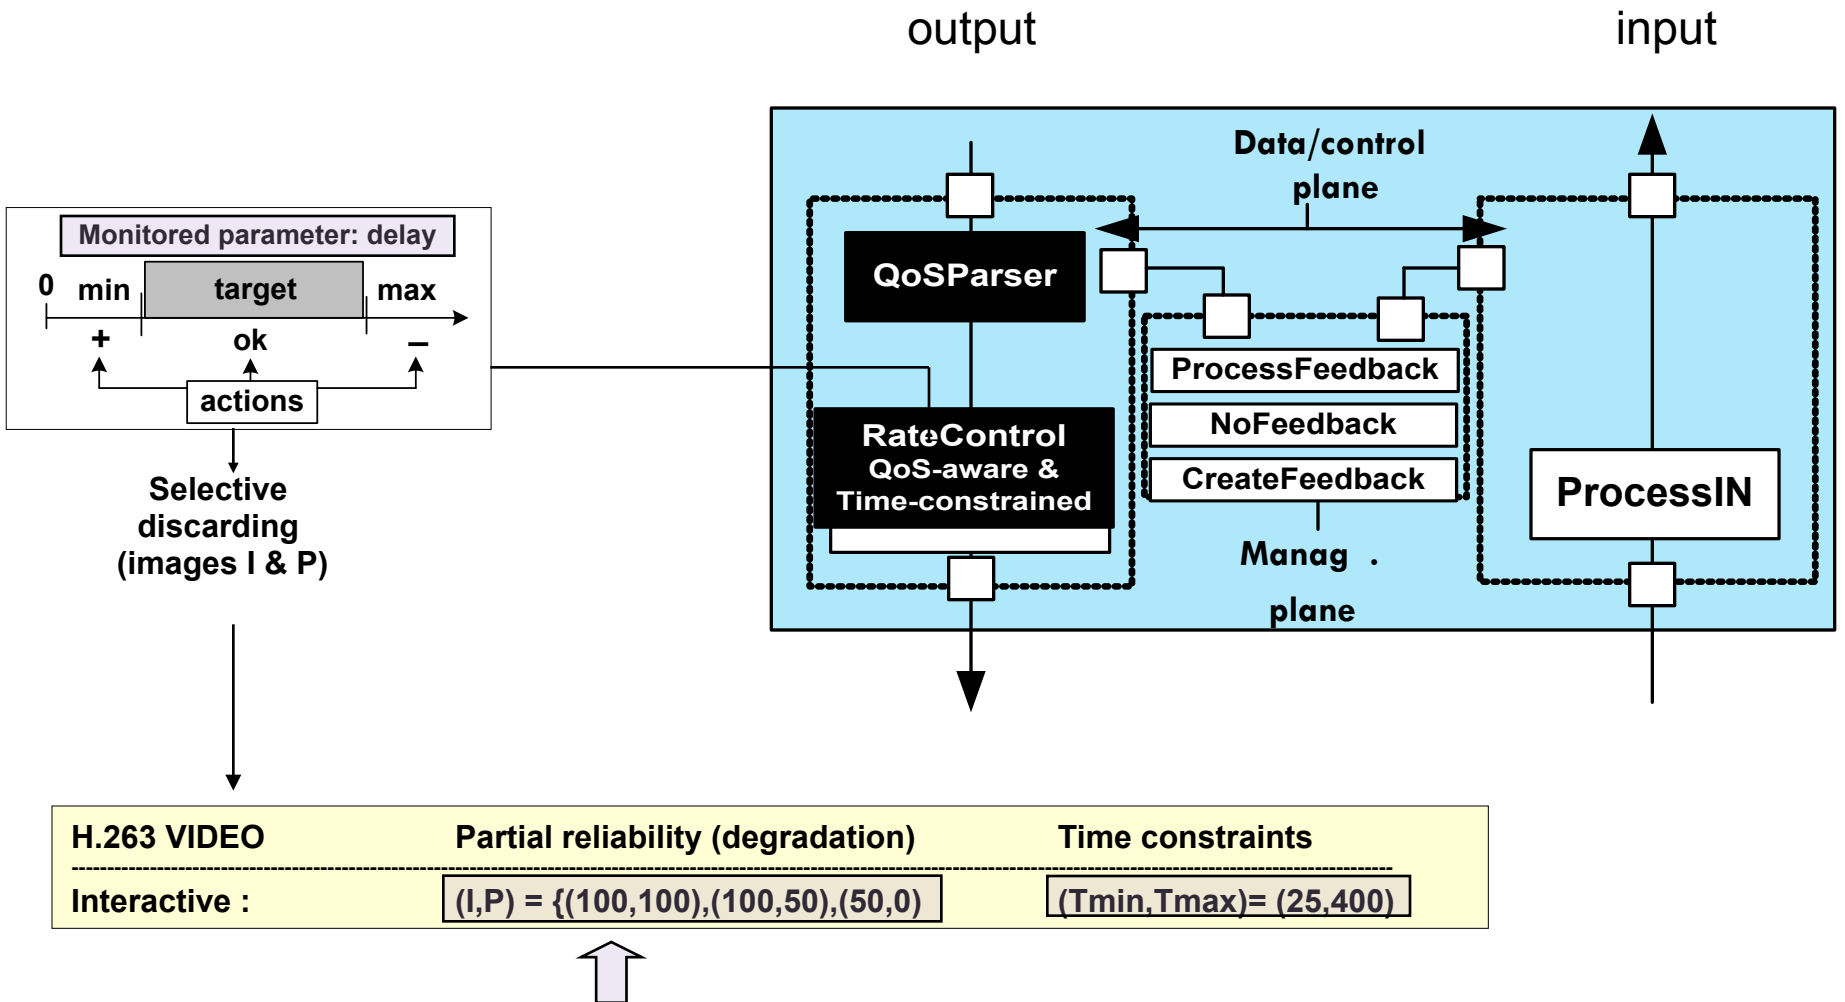 output
input
Data/control
plane
Monitored parameter: delay
0
min
target
max
+
ok
–
actions
QoSParser
RateControl
QoS-aware &
Time-constrained
ProcessFeedback
NoFeedback
CreateFeedback
Manag .
plane
ProcessIN
Selective
discarding
(images I & P)
H.263 VIDEO
Partial reliability (degradation)
Time constraints
Interactive :
(I,P) = {(100,100),(100,50),(50,0)
(Tmin,Tmax)= (25,400)